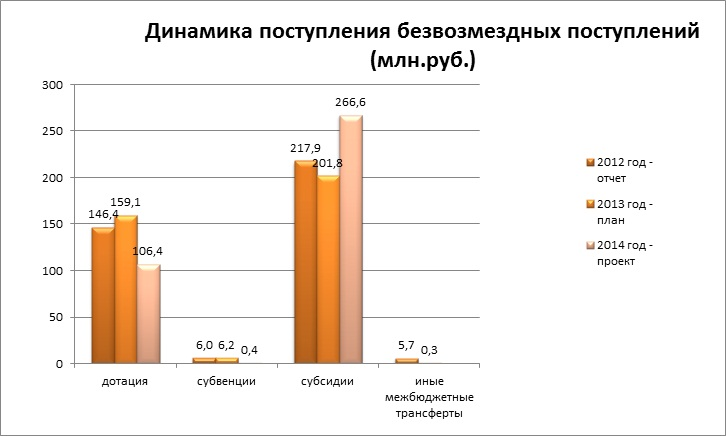 Динамика поступления безвозмездных поступлений
(млн.руб.)
300
250
200
150
100
50
0
146,4
159,1
106,4
6,0
6,2
0,4
217,9
201,8
266,6
5,7
0,3
дотация
субвенции
субсидии
иные
межбюджетные
трансферты
2012 год -
отчет
2013 год -
план
2014 год -
проект